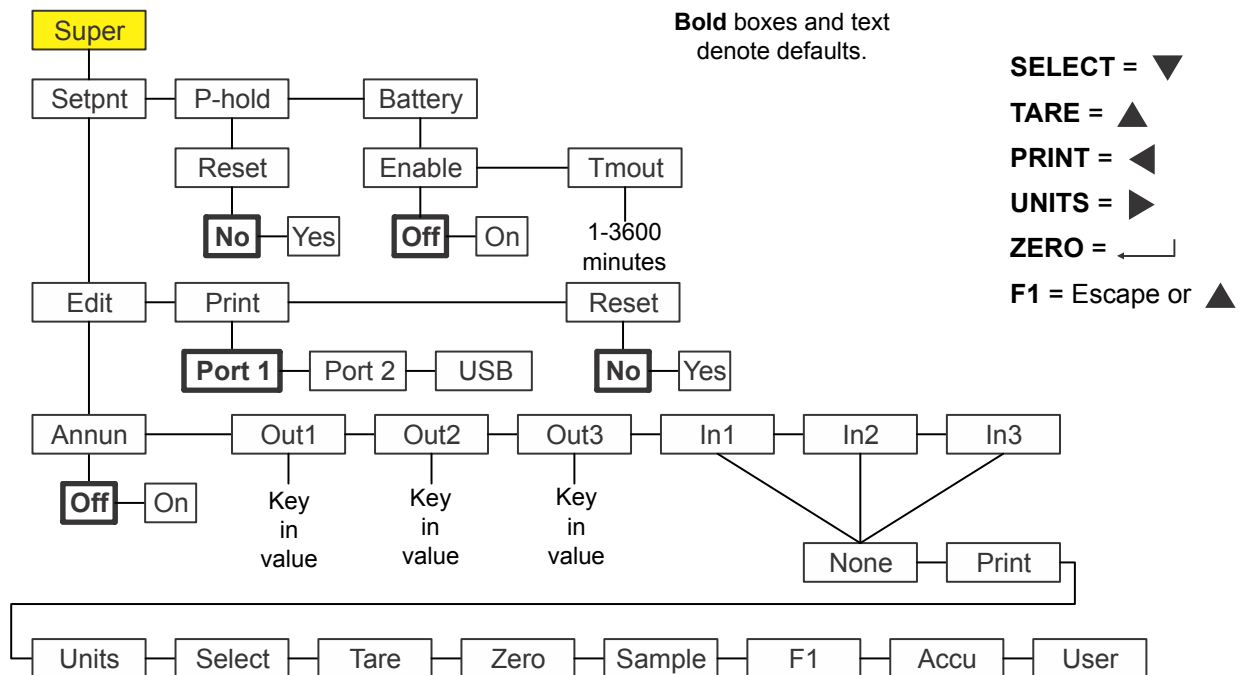 Super
Bold boxes and text
denote defaults.
SELECT = ▼
TARE = ▲
PRINT = ◀
UNITS = ▶
ZERO = ↵
F1 = Escape or ▲
Setpnt P-hold Battery
Reset Enable Tmout
No Yes Off On 1-3600
minutes
Edit Print Reset
Port 1 Port 2 USB No Yes
Annun Out1 Out2 Out3 In1 In2 In3
Off On
Key
in
value
Key
in
value
Key
in
value
None Print
Units Select Tare Zero Sample F1 Accu User